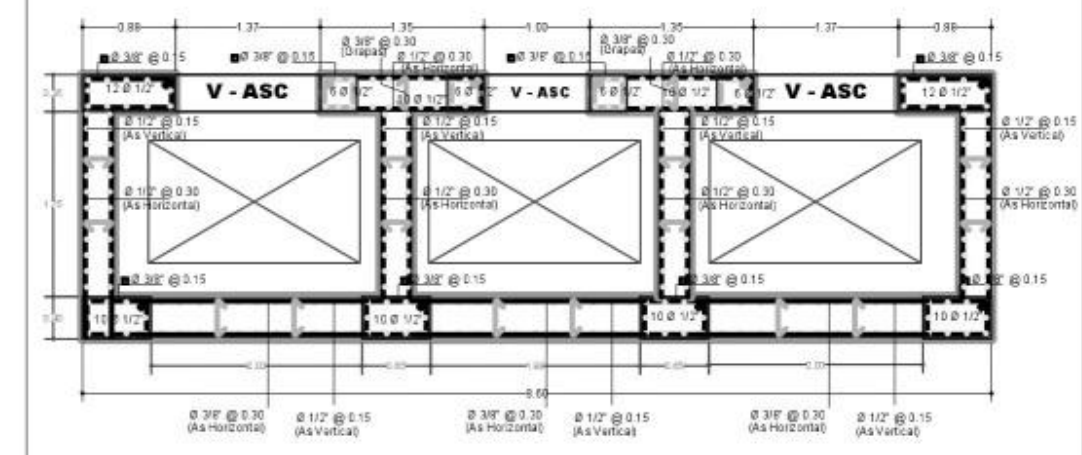 0.88 1.37 1.35 1.00 1.35 1.37 0.88
Ø 3/8" @ 0.30
(Grapas)
Ø 3/8" @ 0.30
(Grapas)
■Ø 3/8" @ 0.15 ■Ø 3/8" @ 0.15 Ø 1/2" @ 0.30 ■Ø 3/8" @ 0.15 Ø 1/2" @ 0.30 ■Ø 3/8" @ 0.15
(As Horizontal) (As Horizontal)
12 Ø 1/2" V - ASC 6 Ø 1/2" 6 Ø 1/2" V - ASC 6 Ø 1/2" 6 Ø 1/2" V - ASC 12 Ø 1/2"
Ø 1/2" @ 0.15 Ø 1/2" @ 0.15 Ø 1/2" @ 0.15 Ø 1/2" @ 0.15
(As Vertical) (As Vertical) (As Vertical) (As Vertical)
Ø 1/2" @ 0.30 Ø 1/2" @ 0.30 Ø 1/2" @ 0.30 Ø 1/2" @ 0.30
(As Horizontal) (As Horizontal) (As Horizontal) (As Horizontal)
■Ø 3/8" @ 0.15 ■Ø 3/8" @ 0.15 ■Ø 3/8" @ 0.15 ■Ø 3/8" @ 0.15
10 Ø 1/2" 10 Ø 1/2" 10 Ø 1/2" 10 Ø 1/2"
8.60
Ø 3/8" @ 0.30 Ø 1/2" @ 0.15 Ø 3/8" @ 0.30 Ø 1/2" @ 0.15 Ø 3/8" @ 0.30 Ø 1/2" @ 0.15
(As Horizontal) (As Vertical) (As Horizontal) (As Vertical) (As Horizontal) (As Vertical)